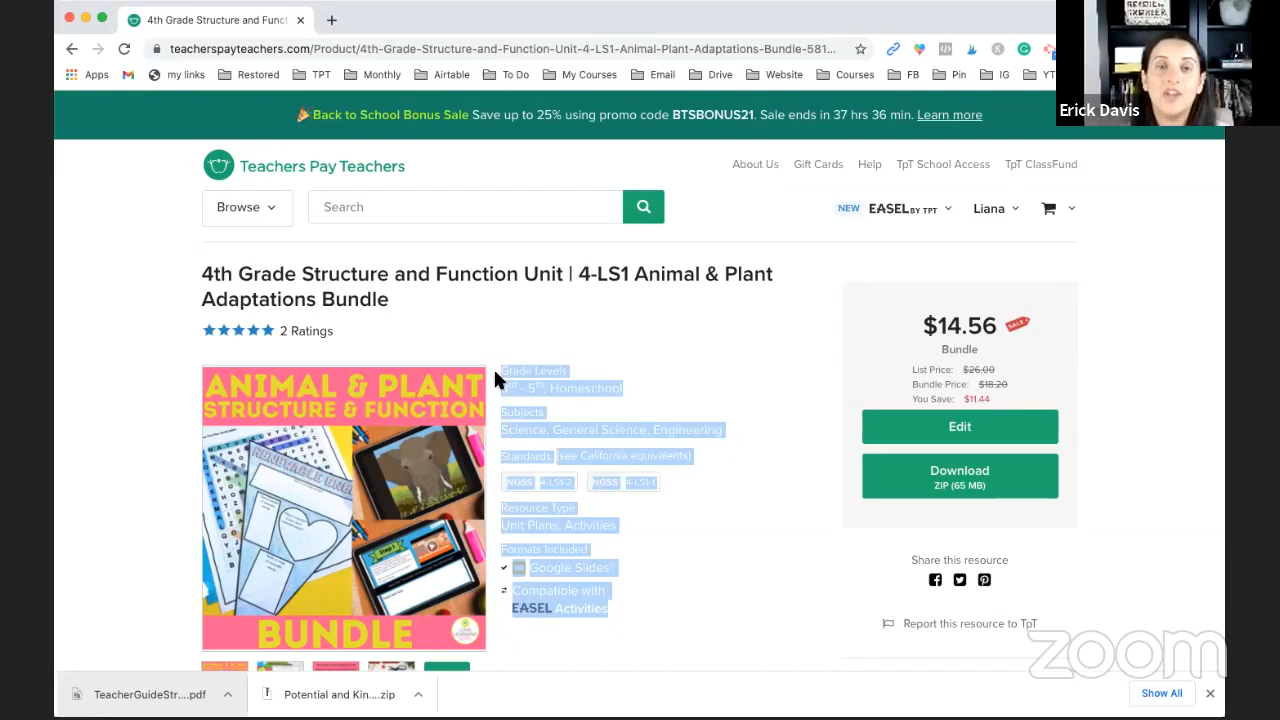 4th Grade Structure and Funct
teacherspayteachers.com/Product/4th-Grade-Structure-and-Function-Unit-4-LS1-Animal-Plant-Adaptations-Bundle-581...
Apps my links Restored TPT Monthly Airtable To Do My Courses Email Drive Website Courses FB Pin IG YT
Erick Davis
Back to School Bonus Sale Save up to 25% using promo code BTSBONUS21. Sale ends in 37 hrs 36 min. Learn more
Teachers Pay Teachers
About Us Gift Cards Help TpT School Access TpT ClassFund
Browse Search NEW EASEL BY TPT Liana
4th Grade Structure and Function Unit | 4-LS1 Animal & Plant
Adaptations Bundle
2 Ratings
ANIMAL & PLANT
STRUCTURE & FUNCTION
BUNDLE
Grade Levels
3rd - 5th, Homeschool
Subjects
Science, General Science, Engineering
Standards (see California equivalents)
NGSS 4-LS1-2 NGSS 4-LS1-1
Resource Type
Unit Plans, Activities
Formats Included
Google Slides
Compatible with
EASEL Activities
$14.56 SALE
Bundle
List Price: $26.00
Bundle Price: $18.20
You Save: $11.44
Edit
Download
ZIP (65 MB)
Share this resource
Report this resource to TpT
zoom
TeacherGuideStr....pdf Potential and Kin....zip Show All